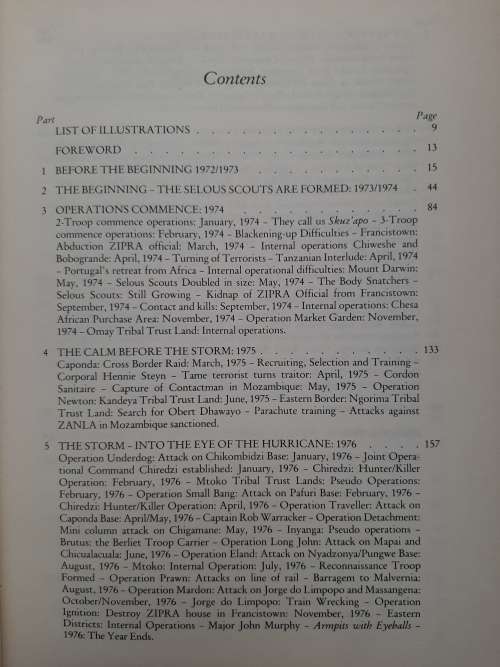 Contents
Part Page
LIST OF ILLUSTRATIONS . . . . . . . . . . . . . 9
FOREWORD . . . . . . . . . . . . . . . 13
1 BEFORE THE BEGINNING 1972/1973 . . . . . . . . 15
2 THE BEGINNING – THE SELOUS SCOUTS ARE FORMED: 1973/1974 . 44
3 OPERATIONS COMMENCE: 1974 . . . . . . . . . 84
2-Troop commence operations: January, 1974 – They call us Skuz'apo – 3-Troop
commence operations: February, 1974 – Blackening-up Difficulties – Francistown:
Abduction ZIPRA official: March, 1974 – Internal operations Chiweshe and
Bobogrande: April, 1974 – Turning of Terrorists – Tanzanian Interlude: April, 1974
– Portugal's retreat from Africa – Internal operational difficulties: Mount Darwin:
May, 1974 – Selous Scouts Doubled in size: May, 1974 – The Body Snatchers –
Selous Scouts: Still Growing – Kidnap of ZIPRA Official from Francistown:
September, 1974 – Contact and kills: September, 1974 – Internal operations: Chesa
African Purchase Area: November, 1974 – Operation Market Garden: November,
1974 – Omay Tribal Trust Land: Internal operations.
4 THE CALM BEFORE THE STORM: 1975 . . . . . . . . . . 133
Caponda: Cross Border Raid: March, 1975 – Recruiting, Selection and Training –
Corporal Hennie Steyn – Tame terrorist turns traitor: April, 1975 – Cordon
Sanitaire – Capture of Contactman in Mozambique: May, 1975 – Operation
Newton: Kandeya Tribal Trust Land: June, 1975 – Eastern Border: Ngorima Tribal
Trust Land: Search for Obert Dhawayo – Parachute training – Attacks against
ZANLA in Mozambique sanctioned.
5 THE STORM – INTO THE EYE OF THE HURRICANE: 1976 . . . . 157
Operation Underdog: Attack on Chikombidzi Base: January, 1976 – Joint Opera-
tional Command Chiredzi established: January, 1976 – Chiredzi: Hunter/Killer
Operation: February, 1976 – Mtoko Tribal Trust Lands: Pseudo Operations:
February, 1976 – Operation Small Bang: Attack on Pafuri Base: February, 1976 –
Chiredzi: Hunter/Killer Operation: April, 1976 – Operation Traveller: Attack on
Caponda Base: April/May, 1976 – Captain Rob Warracker – Operation Detachment:
Mini column attack on Chigamane: May, 1976 – Inyanga: Pseudo operations –
Brutus: the Berliet Troop Carrier – Operation Long John: Attack on Mapai and
Chicualacuala: June, 1976 – Operation Eland: Attack on Nyadzonya/Pungwe Base:
August, 1976 – Mtoko: Internal Operation: July, 1976 – Reconnaissance Troop
Formed – Operation Prawn: Attacks on line of rail – Barragem to Malvernia:
August, 1976 – Operation Mardon: Attack on Jorge do Limpopo and Massangena:
October/November, 1976 – Jorge do Limpopo: Train Wrecking – Operation
Ignition: Destroy ZIPRA house in Francistown: November, 1976 – Eastern
Districts: Internal Operations – Major John Murphy – Armpits with Eyeballs –
1976: The Year Ends.